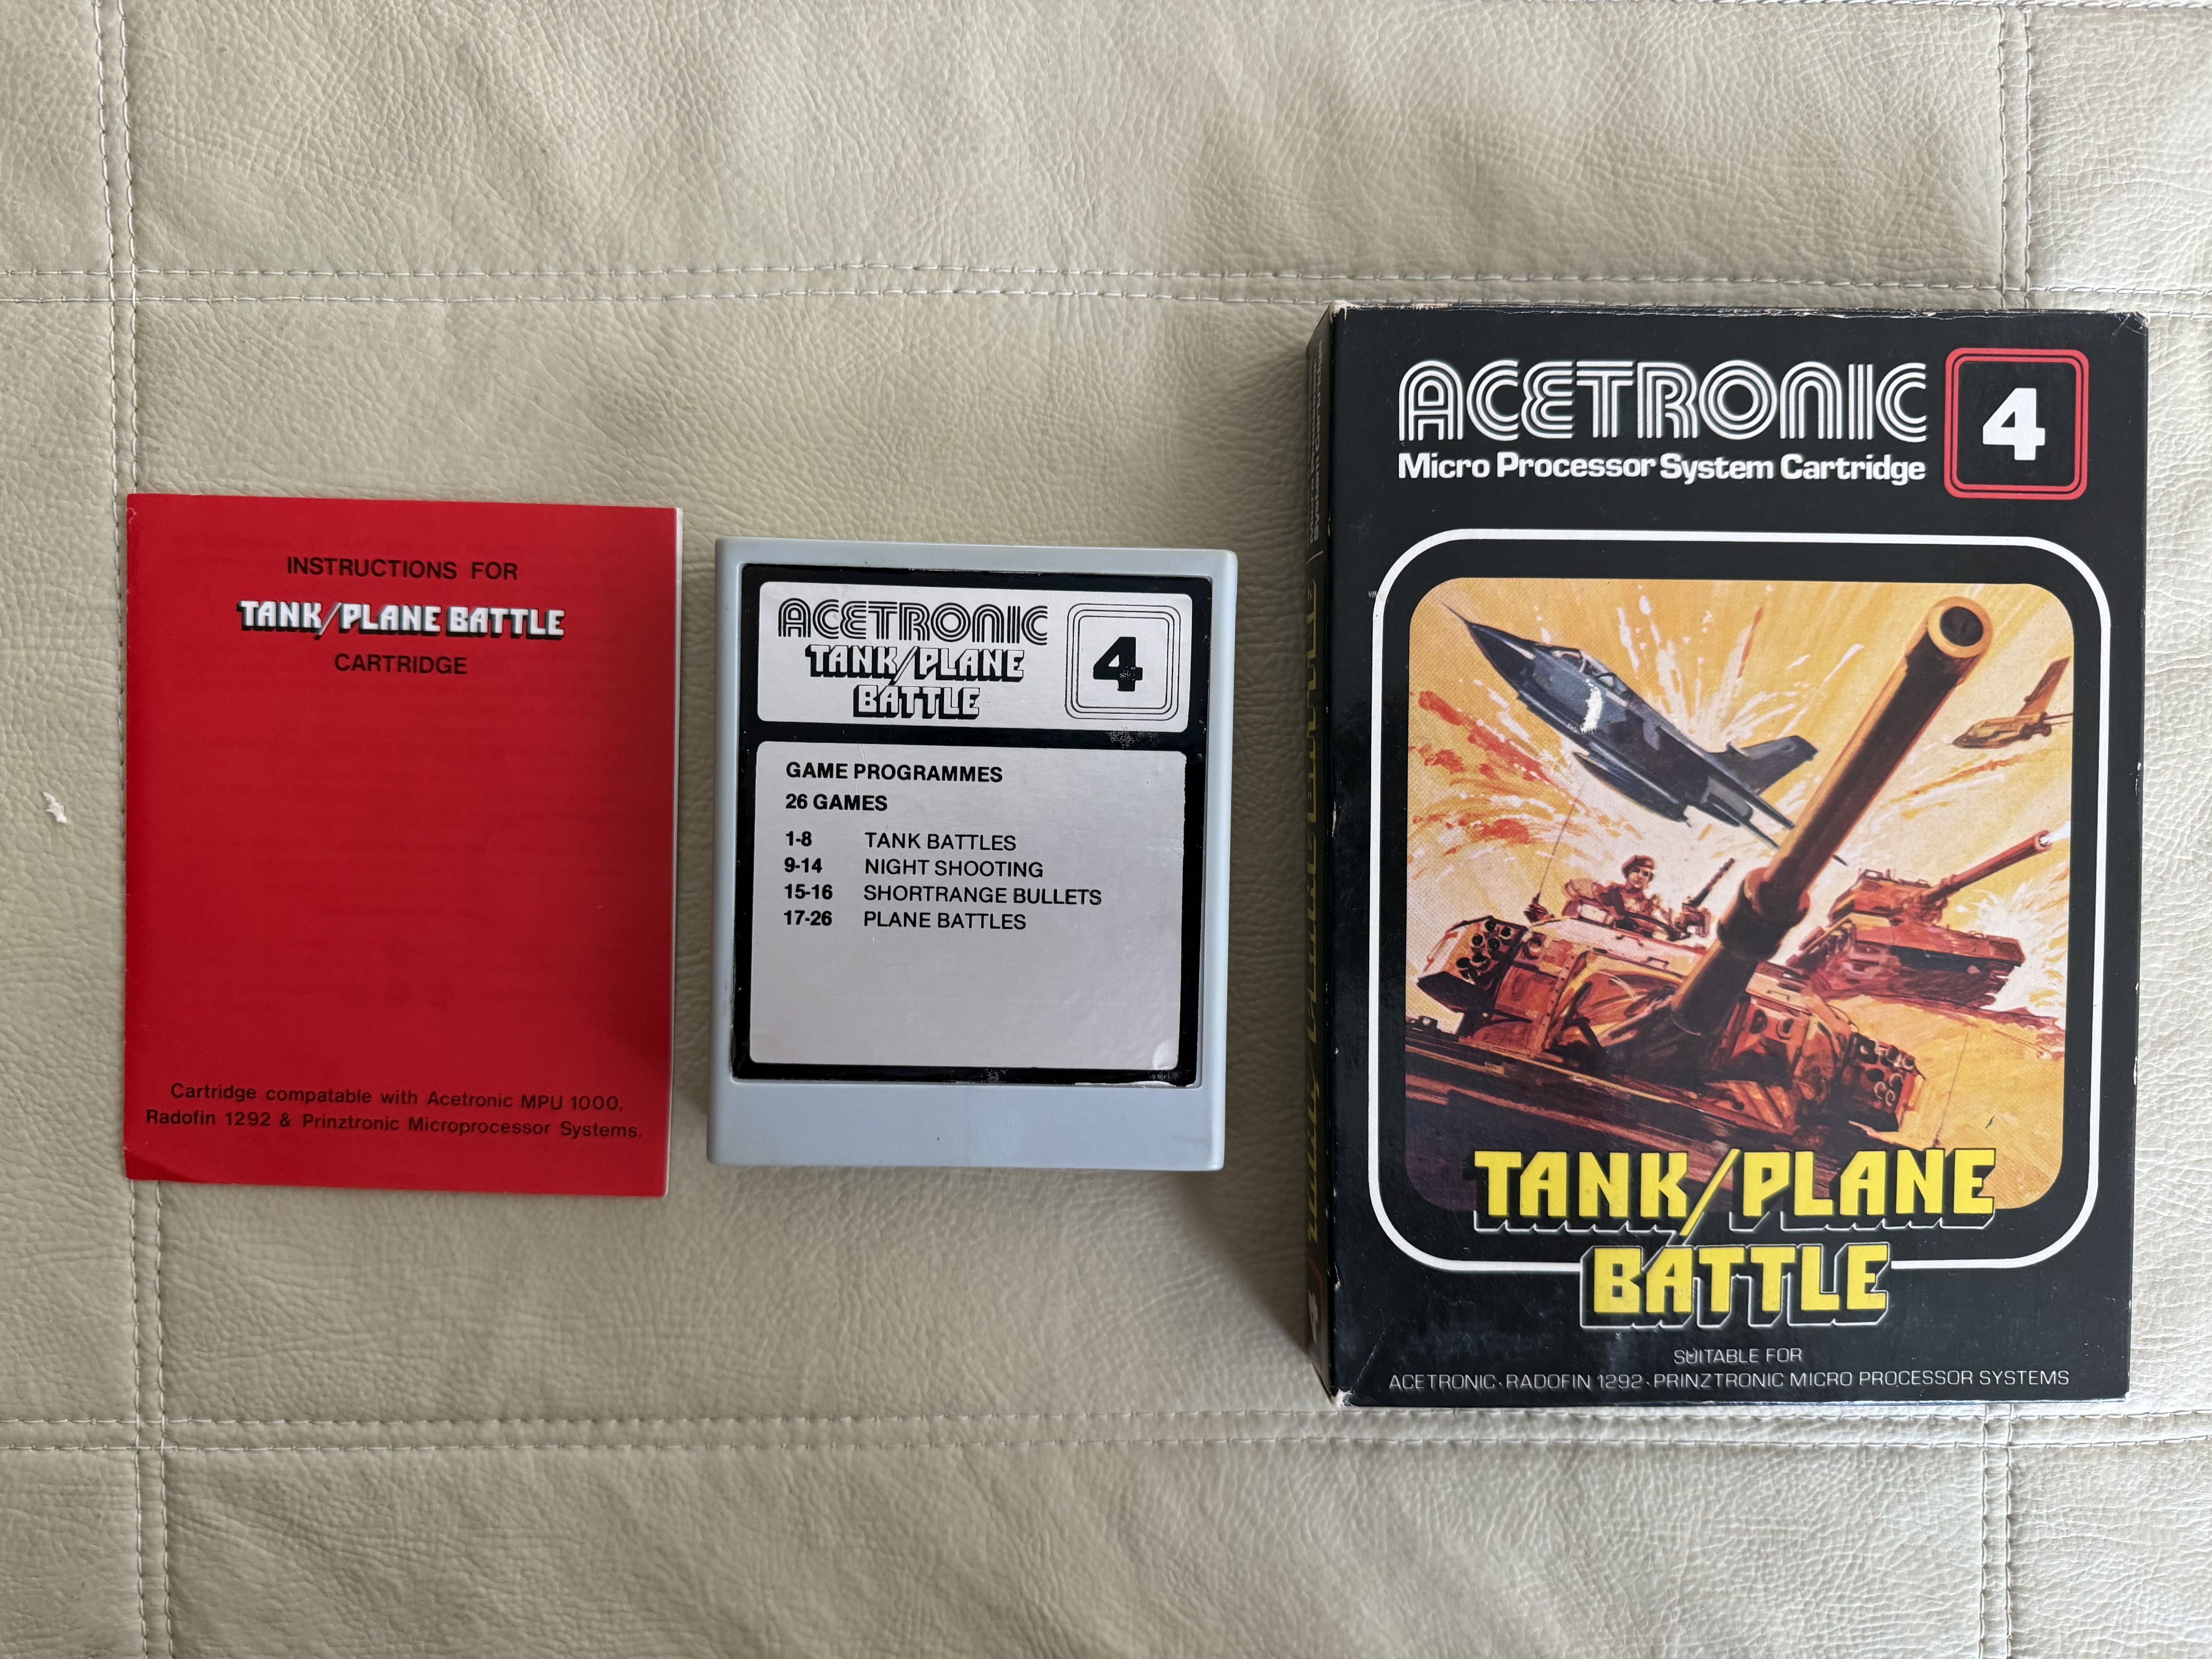 INSTRUCTIONS FOR
TANK/PLANE BATTLE
CARTRIDGE
Cartridge compatable with Acetronic MPU 1000,
Radofin 1292 & Prinztronic Microprocessor Systems.
ACETRONIC
TANK/PLANE
BATTLE
4
GAME PROGRAMMES
26 GAMES
1-8 TANK BATTLES
9-14 NIGHT SHOOTING
15-16 SHORTRANGE BULLETS
17-26 PLANE BATTLES
ACETRONIC
Micro Processor System Cartridge
4
TANK/PLANE
BATTLE
SUITABLE FOR
ACETRONIC·RADOFIN 1292·PRINZTRONIC MICRO PROCESSOR SYSTEMS